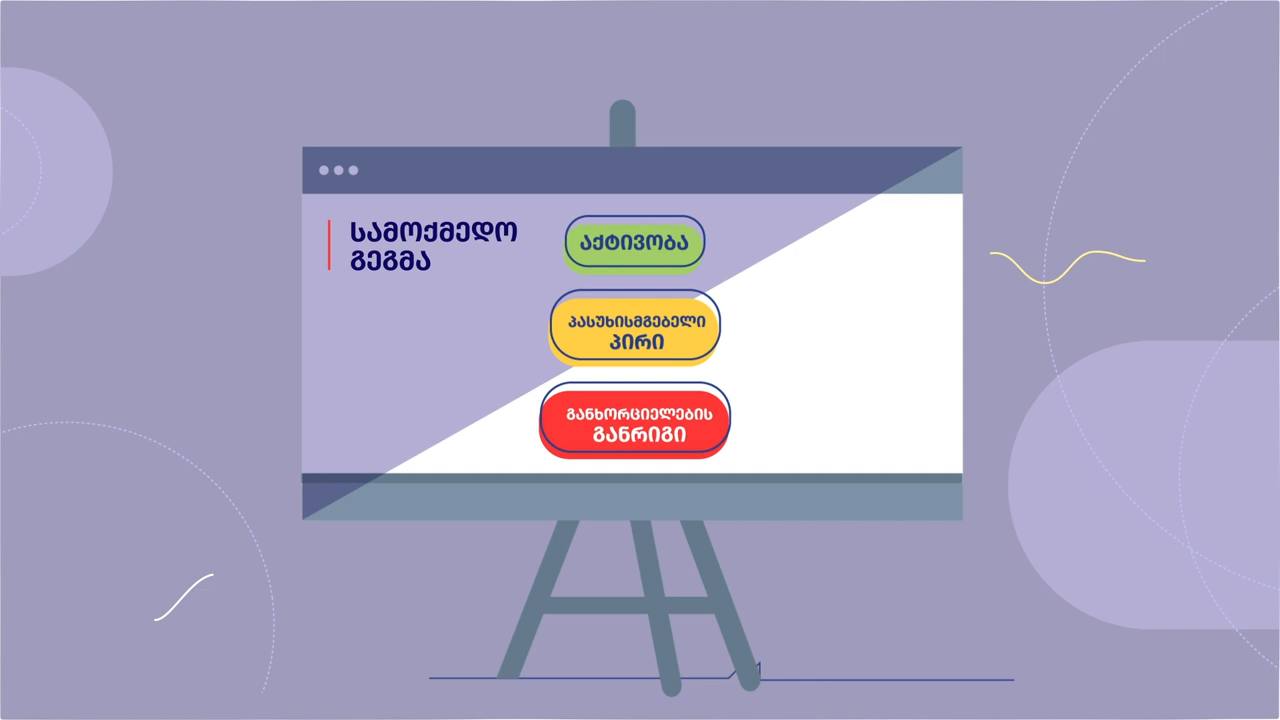 სამოქმედო
გეგმა
აქტივობა
პასუხისმგებელი
პირი
განხორციელების
განრიგი